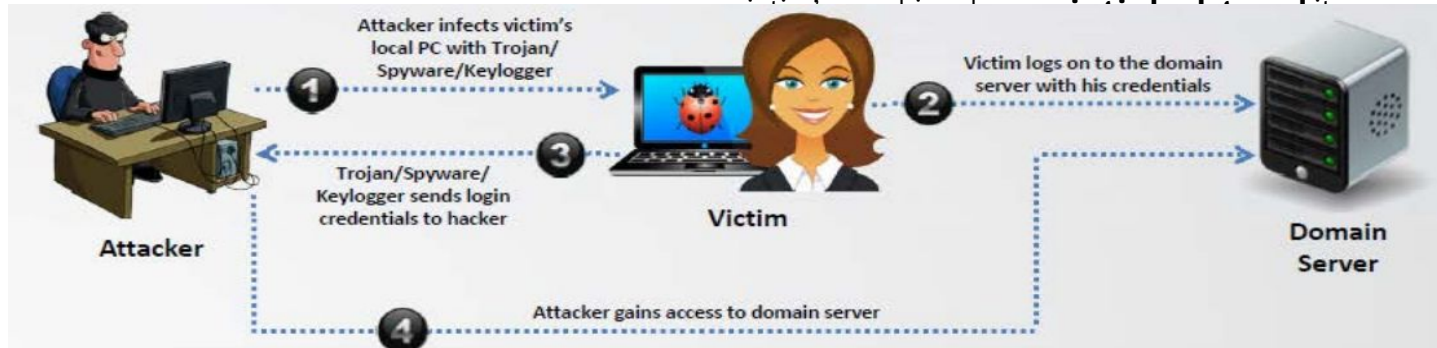 Attacker infects victim's
local PC with Trojan/
Spyware/Keylogger
1
Victim logs on to the domain
server with his credentials
2
3
Trojan/Spyware/
Keylogger sends login
credentials to hacker
Attacker
Victim
Domain
Server
Attacker gains access to domain server
4